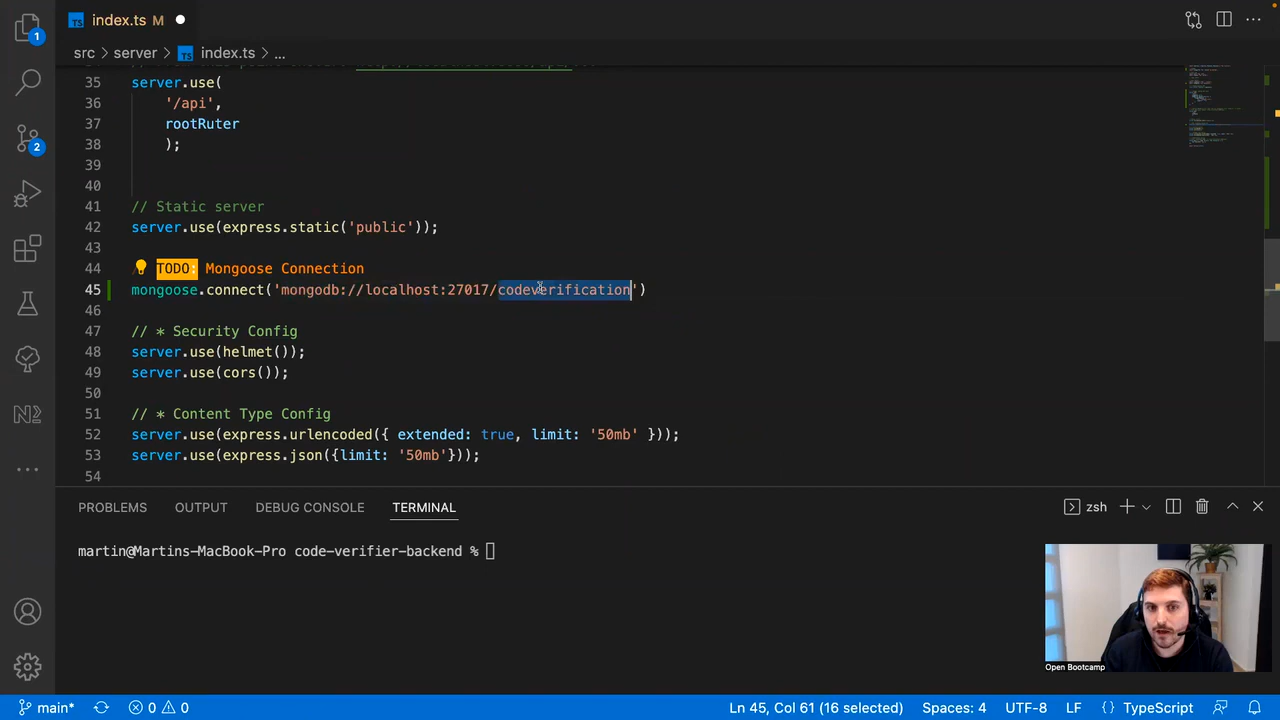 index.ts M
src > server > index.ts > ...
35 server.use(
36 '/api',
37 rootRuter
38 );
39
40
41 // Static server
42 server.use(express.static('public'));
43
44 TODO: Mongoose Connection
45 mongoose.connect('mongodb://localhost:27017/codeverification')
46
47 // * Security Config
48 server.use(helmet());
49 server.use(cors());
50
51 // * Content Type Config
52 server.use(express.urlencoded({ extended: true, limit: '50mb' }));
53 server.use(express.json({limit: '50mb'}));
54
1
2
PROBLEMS OUTPUT DEBUG CONSOLE TERMINAL zsh
martin@Martins-MacBook-Pro code-verifier-backend %
Open Bootcamp
main* 0 0 Ln 45, Col 61 (16 selected) Spaces: 4 UTF-8 LF {} TypeScript